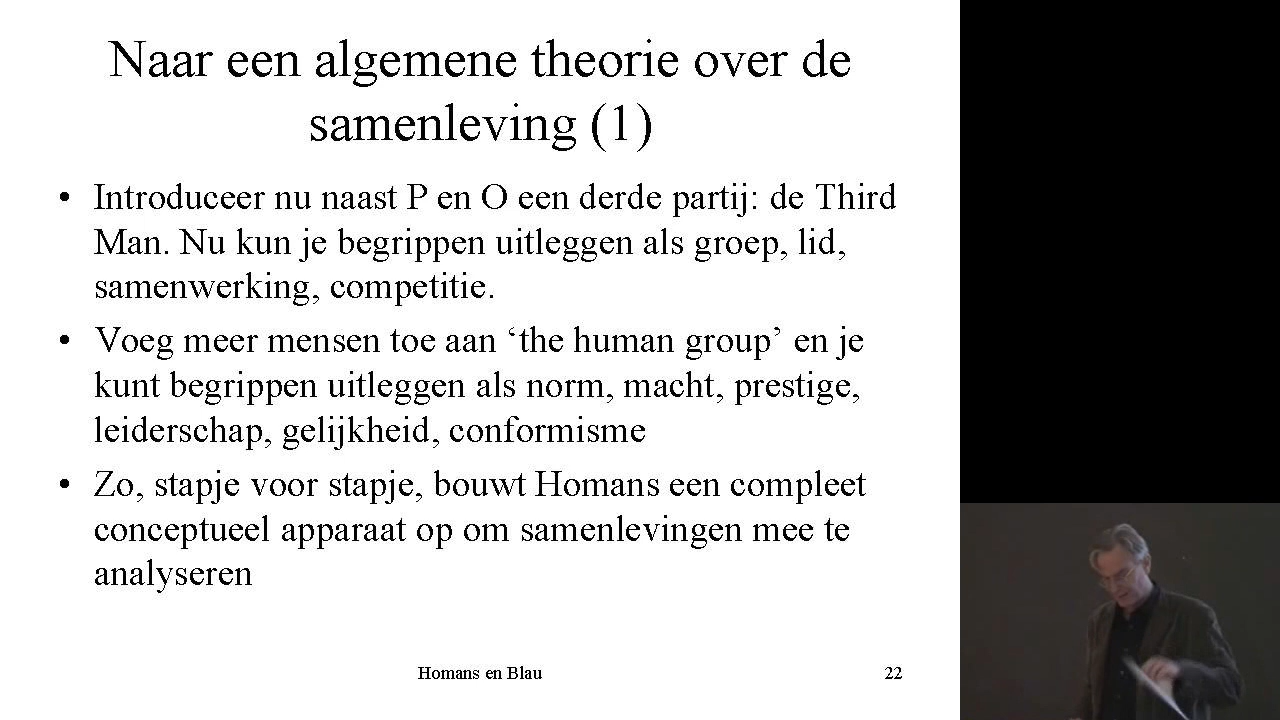 Naar een algemene theorie over de
samenleving (1)
• Introduceer nu naast P en O een derde partij: de Third
Man. Nu kun je begrippen uitleggen als groep, lid,
samenwerking, competitie.
• Voeg meer mensen toe aan ‘the human group’ en je
kunt begrippen uitleggen als norm, macht, prestige,
leiderschap, gelijkheid, conformisme
• Zo, stapje voor stapje, bouwt Homans een compleet
conceptueel apparaat op om samenlevingen mee te
analyseren
Homans en Blau
22